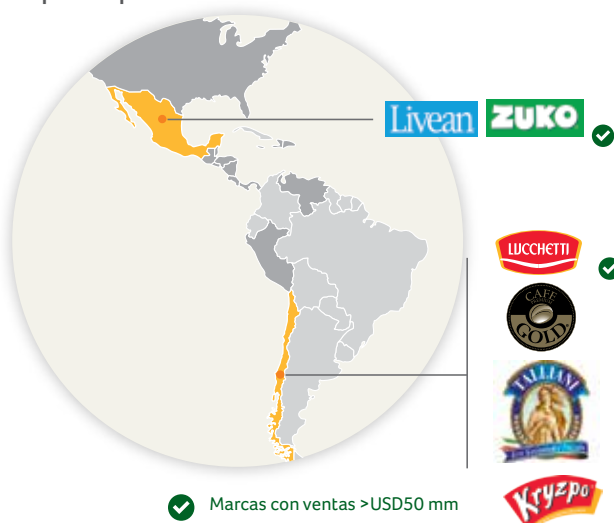 Livean ZUKO
LUCCHETTI
CAFE
GOLD
TALLIANI
Kryzpo
Marcas con ventas >USD50 mm